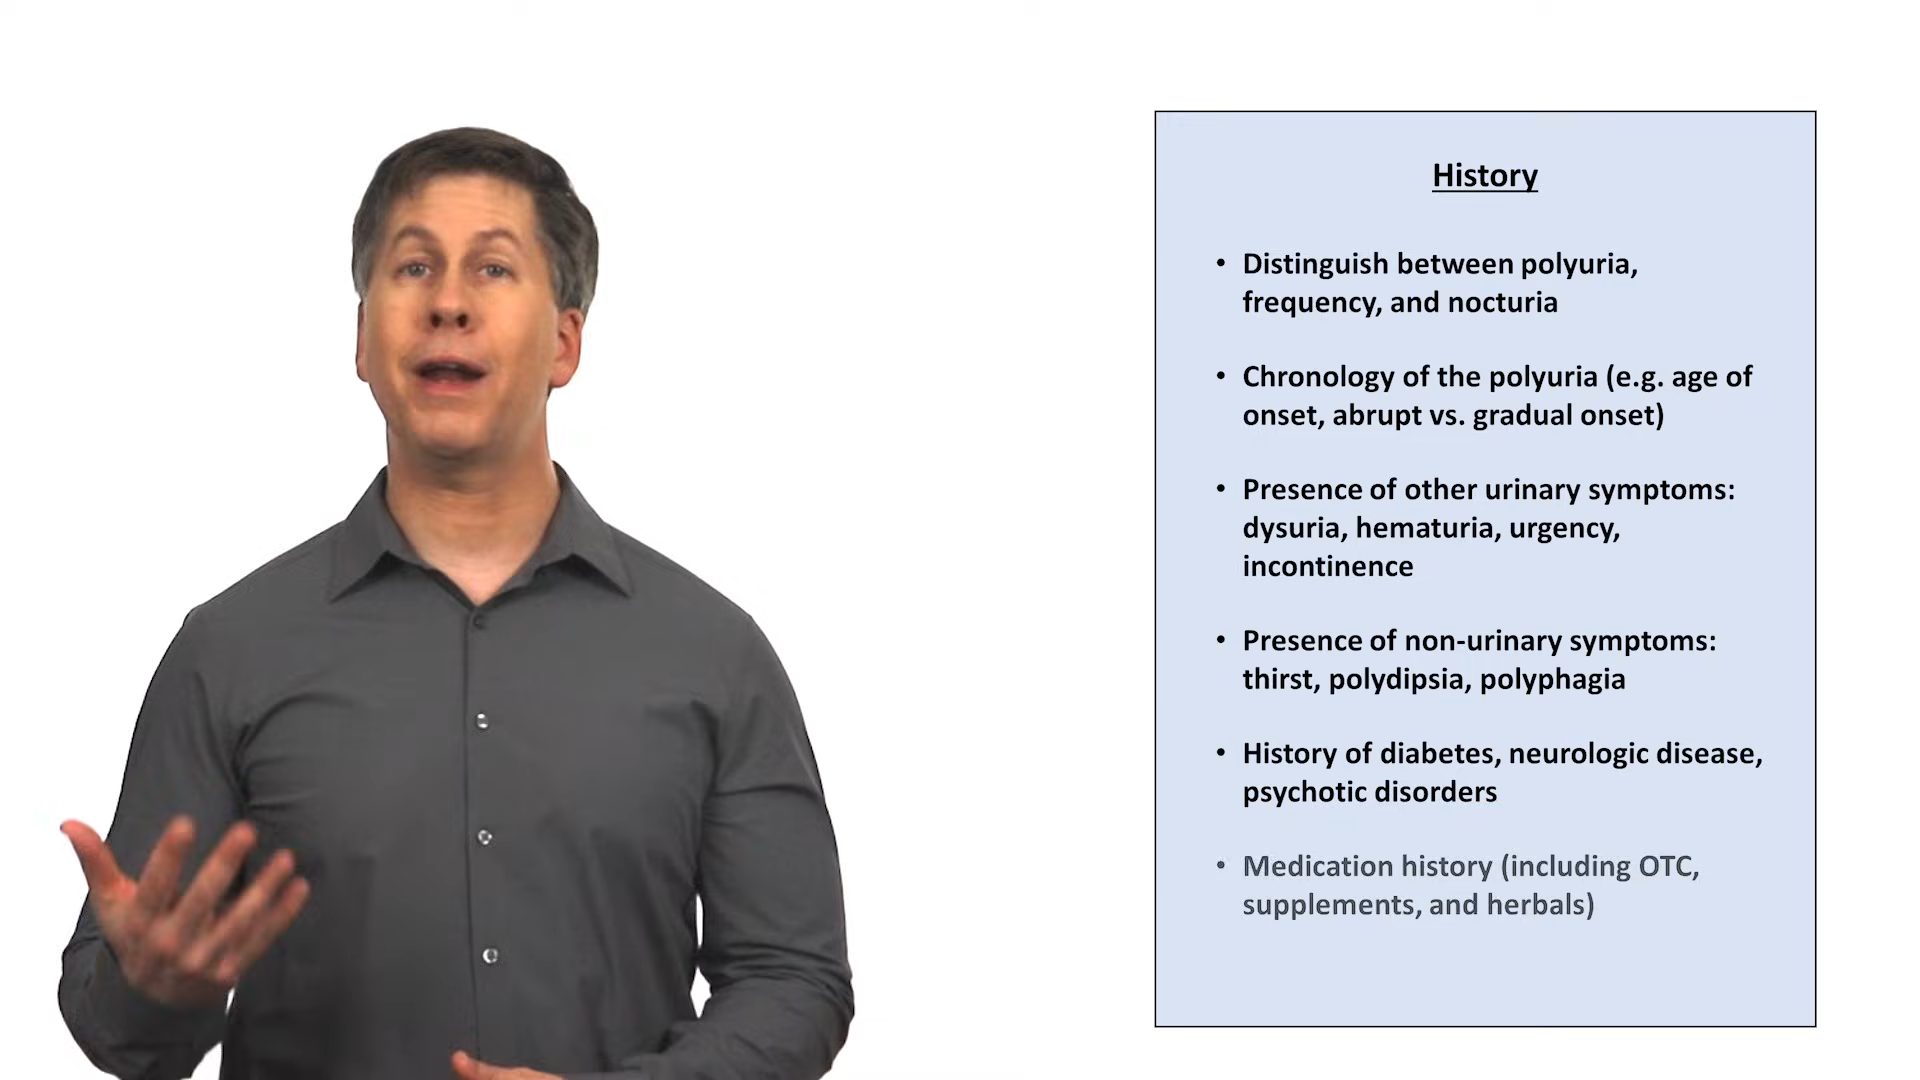 History
• Distinguish between polyuria,
frequency, and nocturia
• Chronology of the polyuria (e.g. age of
onset, abrupt vs. gradual onset)
• Presence of other urinary symptoms:
dysuria, hematuria, urgency,
incontinence
• Presence of non-urinary symptoms:
thirst, polydipsia, polyphagia
• History of diabetes, neurologic disease,
psychotic disorders
• Medication history (including OTC,
supplements, and herbals)